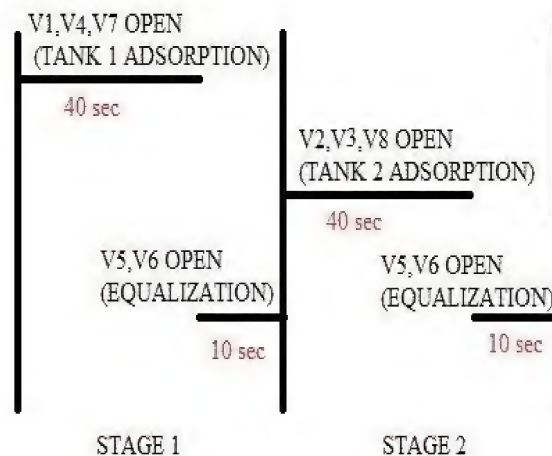 V1,V4,V7 OPEN
(TANK 1 ADSORPTION)
40 sec
V2,V3,V8 OPEN
(TANK 2 ADSORPTION)
40 sec
V5,V6 OPEN
(EQUALIZATION)
10 sec
V5,V6 OPEN
(EQUALIZATION)
10 sec
STAGE 1
STAGE 2